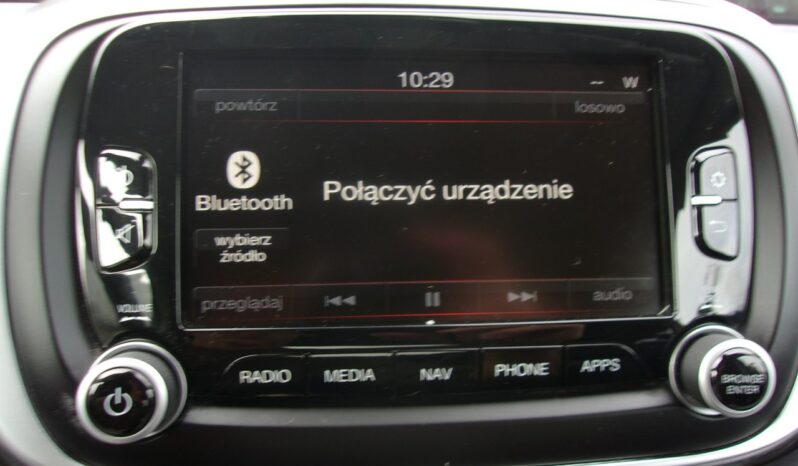 10:29 -- W
powtórz losowo
Bluetooth
Połączyć urządzenie
wybierz
źródło
przeglądaj audio
VOLUME
RADIO MEDIA NAV PHONE APPS
BROWSE
ENTER